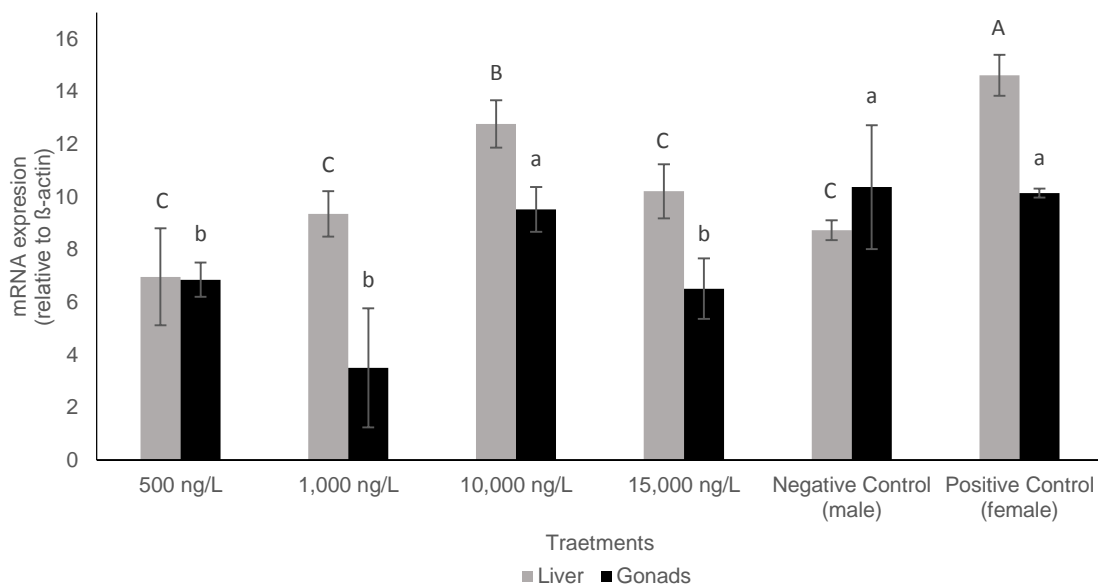 mRNA expresion
(relative to ß-actin)
16
14
12
10
8
6
4
2
0
C
b
C
b
B
a
C
b
C
a
A
a
500 ng/L
1,000 ng/L
10,000 ng/L
15,000 ng/L
Negative Control
(male)
Positive Control
(female)
Traetments
Liver
Gonads